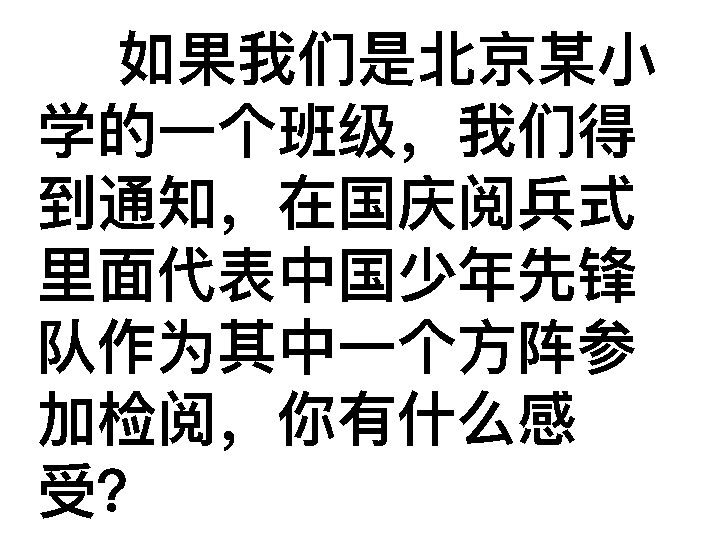 如果我们是北京某小
学的一个班级，我们得
到通知，在国庆阅兵式
里面代表中国少年先锋
队作为其中一个方阵参
加检阅，你有什么感
受？